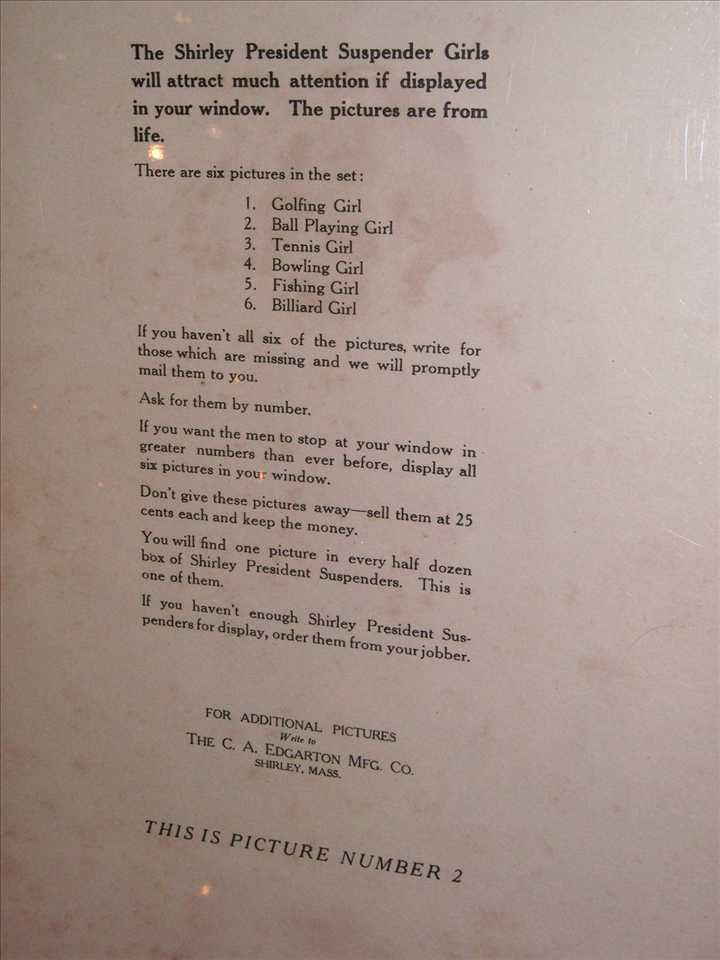 The Shirley President Suspender Girls
will attract much attention if displayed
in your window. The pictures are from
life.
There are six pictures in the set:
1. Golfing Girl
2. Ball Playing Girl
3. Tennis Girl
4. Bowling Girl
5. Fishing Girl
6. Billiard Girl
If you haven't all six of the pictures, write for
those which are missing and we will promptly
mail them to you.
Ask for them by number.
If you want the men to stop at your window in
greater numbers than ever before, display all
six pictures in your window.
Don't give these pictures away—sell them at 25
cents each and keep the money.
You will find one picture in every half dozen
box of Shirley President Suspenders. This is
one of them.
If you haven't enough Shirley President Sus-
penders for display, order them from your jobber.
FOR ADDITIONAL PICTURES
Write to
THE C. A. EDGARTON MFG. CO.
SHIRLEY, MASS.
THIS IS PICTURE NUMBER 2